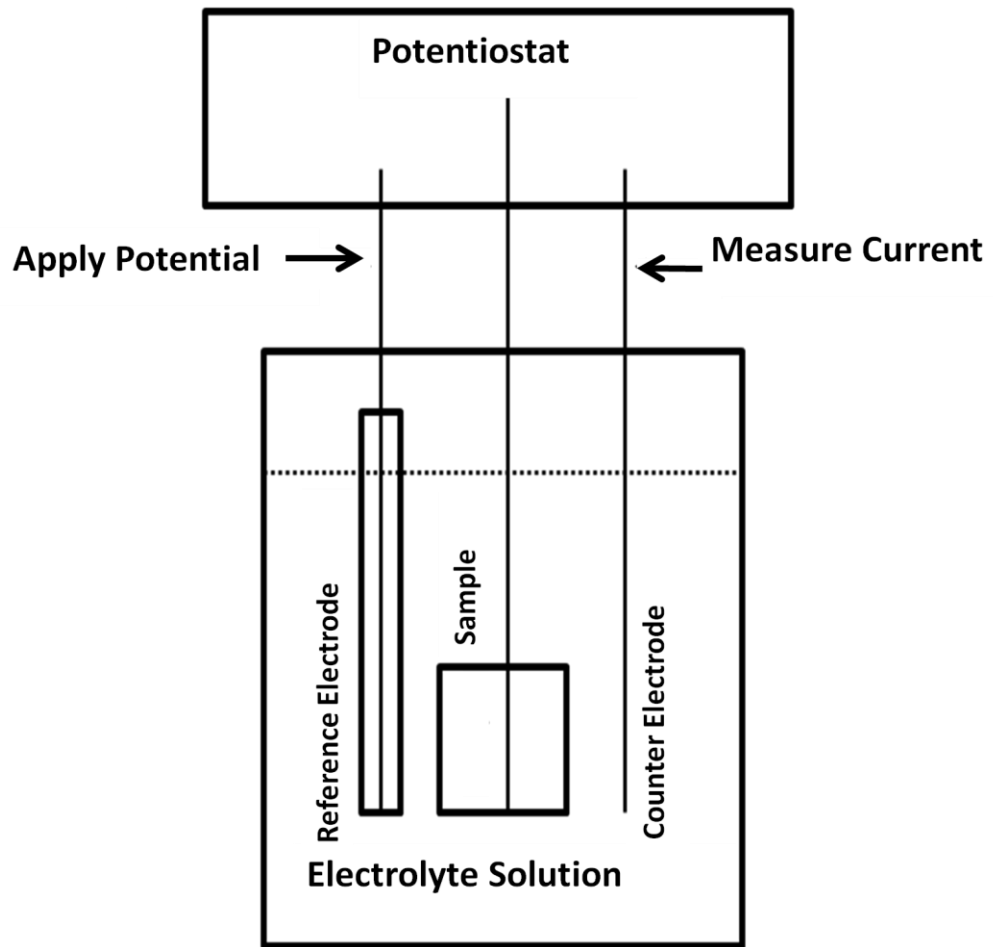 Potentiostat
Apply Potential
Measure Current
Reference Electrode
Sample
Counter Electrode
Electrolyte Solution